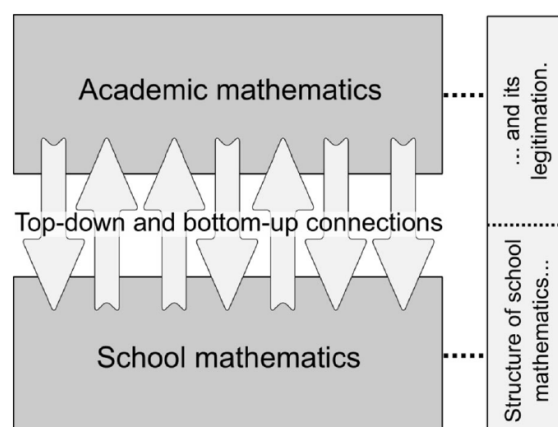 Academic mathematics
Top-down and bottom-up connections
School mathematics
Structure of school
mathematics...
... and its
legitimation.